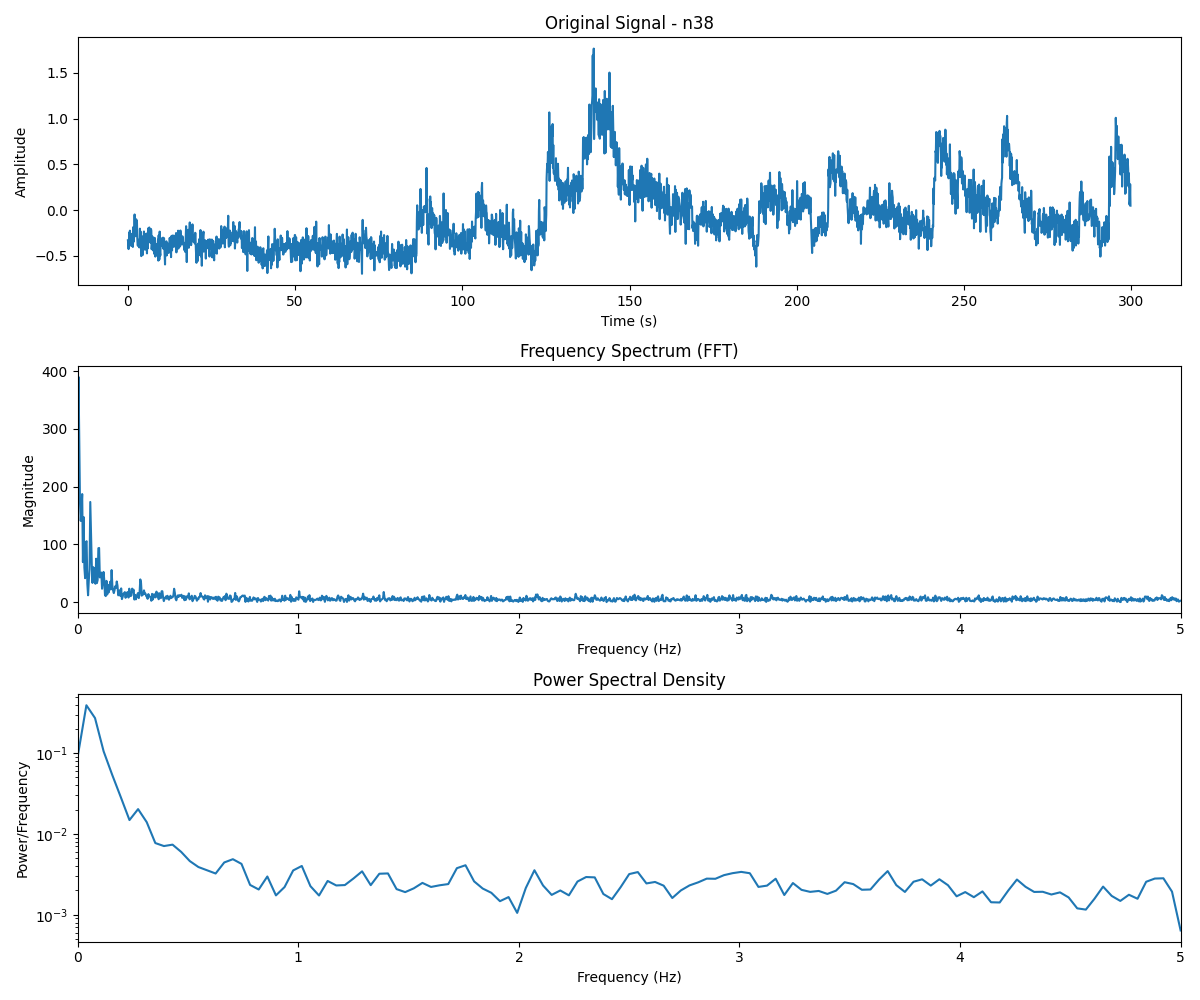 Original Signal - n38
1.5
1.0
0.5
0.0
−0.5
Amplitude
0 50 100 150 200 250 300
Time (s)
Frequency Spectrum (FFT)
400
300
200
100
0
Magnitude
0 1 2 3 4 5
Frequency (Hz)
Power Spectral Density
10⁻¹
10⁻²
10⁻³
Power/Frequency
0 1 2 3 4 5
Frequency (Hz)